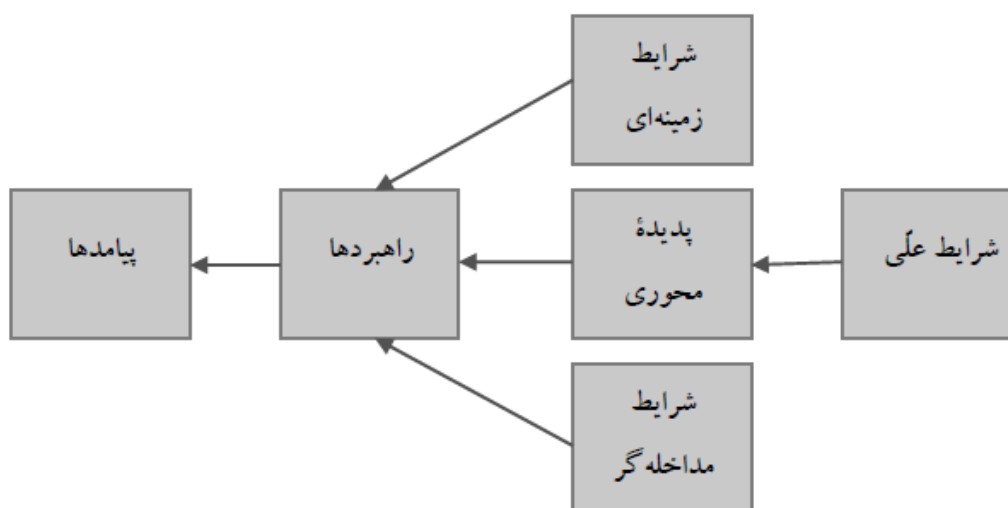 شرایط
زمینه‌ای
شرایط علّی
پدیدهٔ
محوری
راهبردها
پیامدها
شرایط
مداخله‌گر